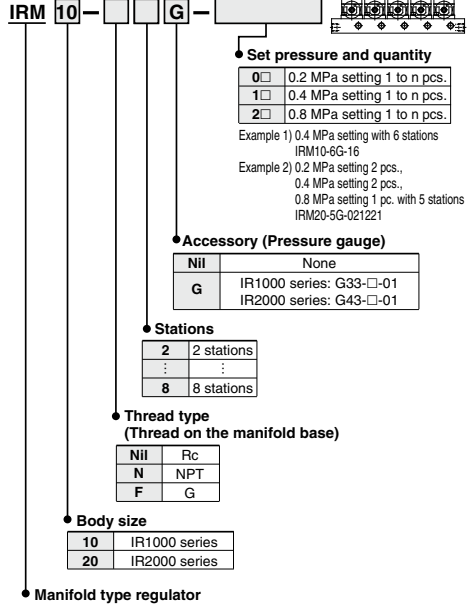 IRM 10 – □ □ G –
Set pressure and quantity
0□ 0.2 MPa setting 1 to n pcs.
1□ 0.4 MPa setting 1 to n pcs.
2□ 0.8 MPa setting 1 to n pcs.
Example 1) 0.4 MPa setting with 6 stations
IRM10-6G-16
Example 2) 0.2 MPa setting 2 pcs.,
0.4 MPa setting 2 pcs.,
0.8 MPa setting 1 pc. with 5 stations
IRM20-5G-021221
Accessory (Pressure gauge)
Nil None
G IR1000 series: G33-□-01
IR2000 series: G43-□-01
Stations
2 2 stations
⋮ ⋮
8 8 stations
Thread type
(Thread on the manifold base)
Nil Rc
N NPT
F G
Body size
10 IR1000 series
20 IR2000 series
Manifold type regulator